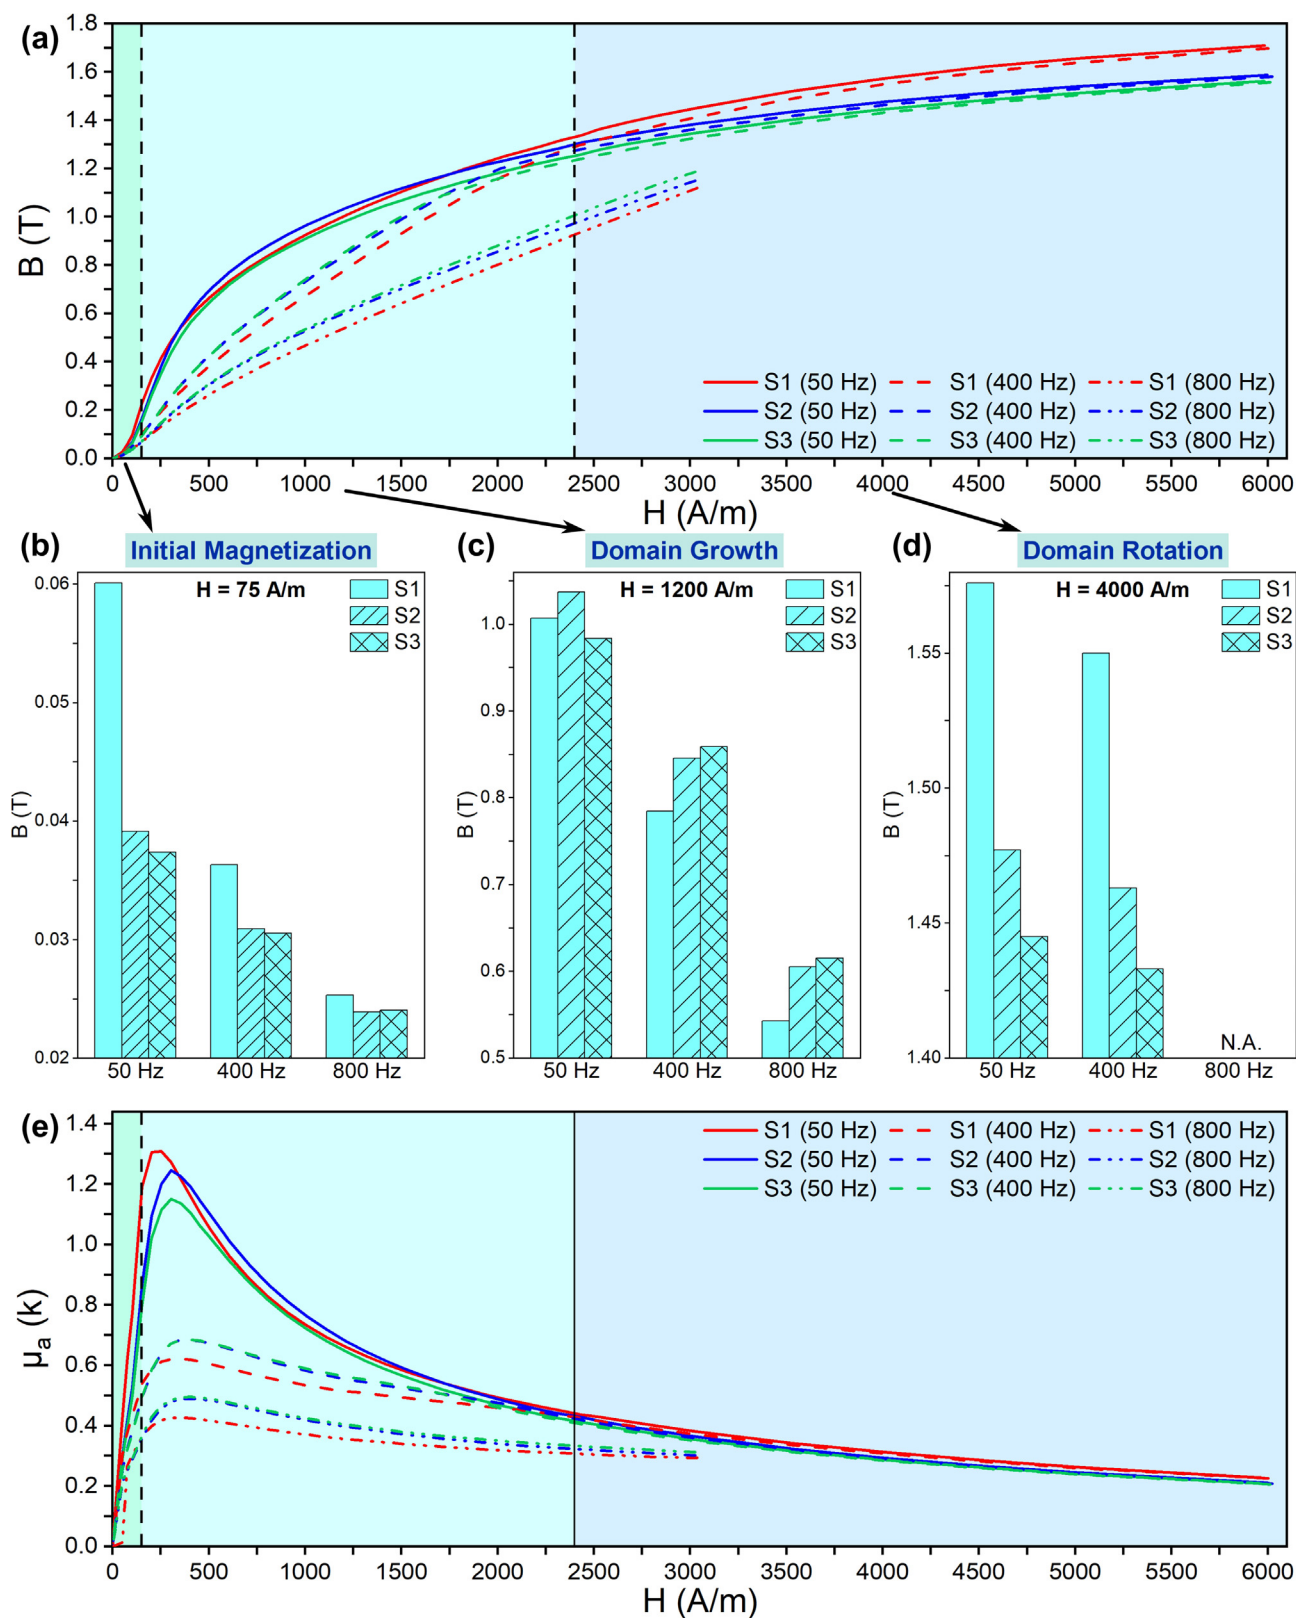 (a)
1.8
1.6
1.4
1.2
1.0
0.8
0.6
0.4
0.2
0.0
B (T)
S1 (50 Hz) S1 (400 Hz) S1 (800 Hz)
S2 (50 Hz) S2 (400 Hz) S2 (800 Hz)
S3 (50 Hz) S3 (400 Hz) S3 (800 Hz)
0 500 1000 1500 2000 2500 3000 3500 4000 4500 5000 5500 6000
H (A/m)
(b)
Initial Magnetization
H = 75 A/m
S1
S2
S3
0.06
0.05
0.04
0.03
0.02
B (T)
50 Hz 400 Hz 800 Hz
(c)
Domain Growth
H = 1200 A/m
S1
S2
S3
1.0
0.9
0.8
0.7
0.6
0.5
B (T)
50 Hz 400 Hz 800 Hz
(d)
Domain Rotation
H = 4000 A/m
S1
S2
S3
1.55
1.50
1.45
1.40
B (T)
N.A.
50 Hz 400 Hz 800 Hz
(e)
1.4
1.2
1.0
0.8
0.6
0.4
0.2
0.0
μa (k)
S1 (50 Hz) S1 (400 Hz) S1 (800 Hz)
S2 (50 Hz) S2 (400 Hz) S2 (800 Hz)
S3 (50 Hz) S3 (400 Hz) S3 (800 Hz)
0 500 1000 1500 2000 2500 3000 3500 4000 4500 5000 5500 6000
H (A/m)